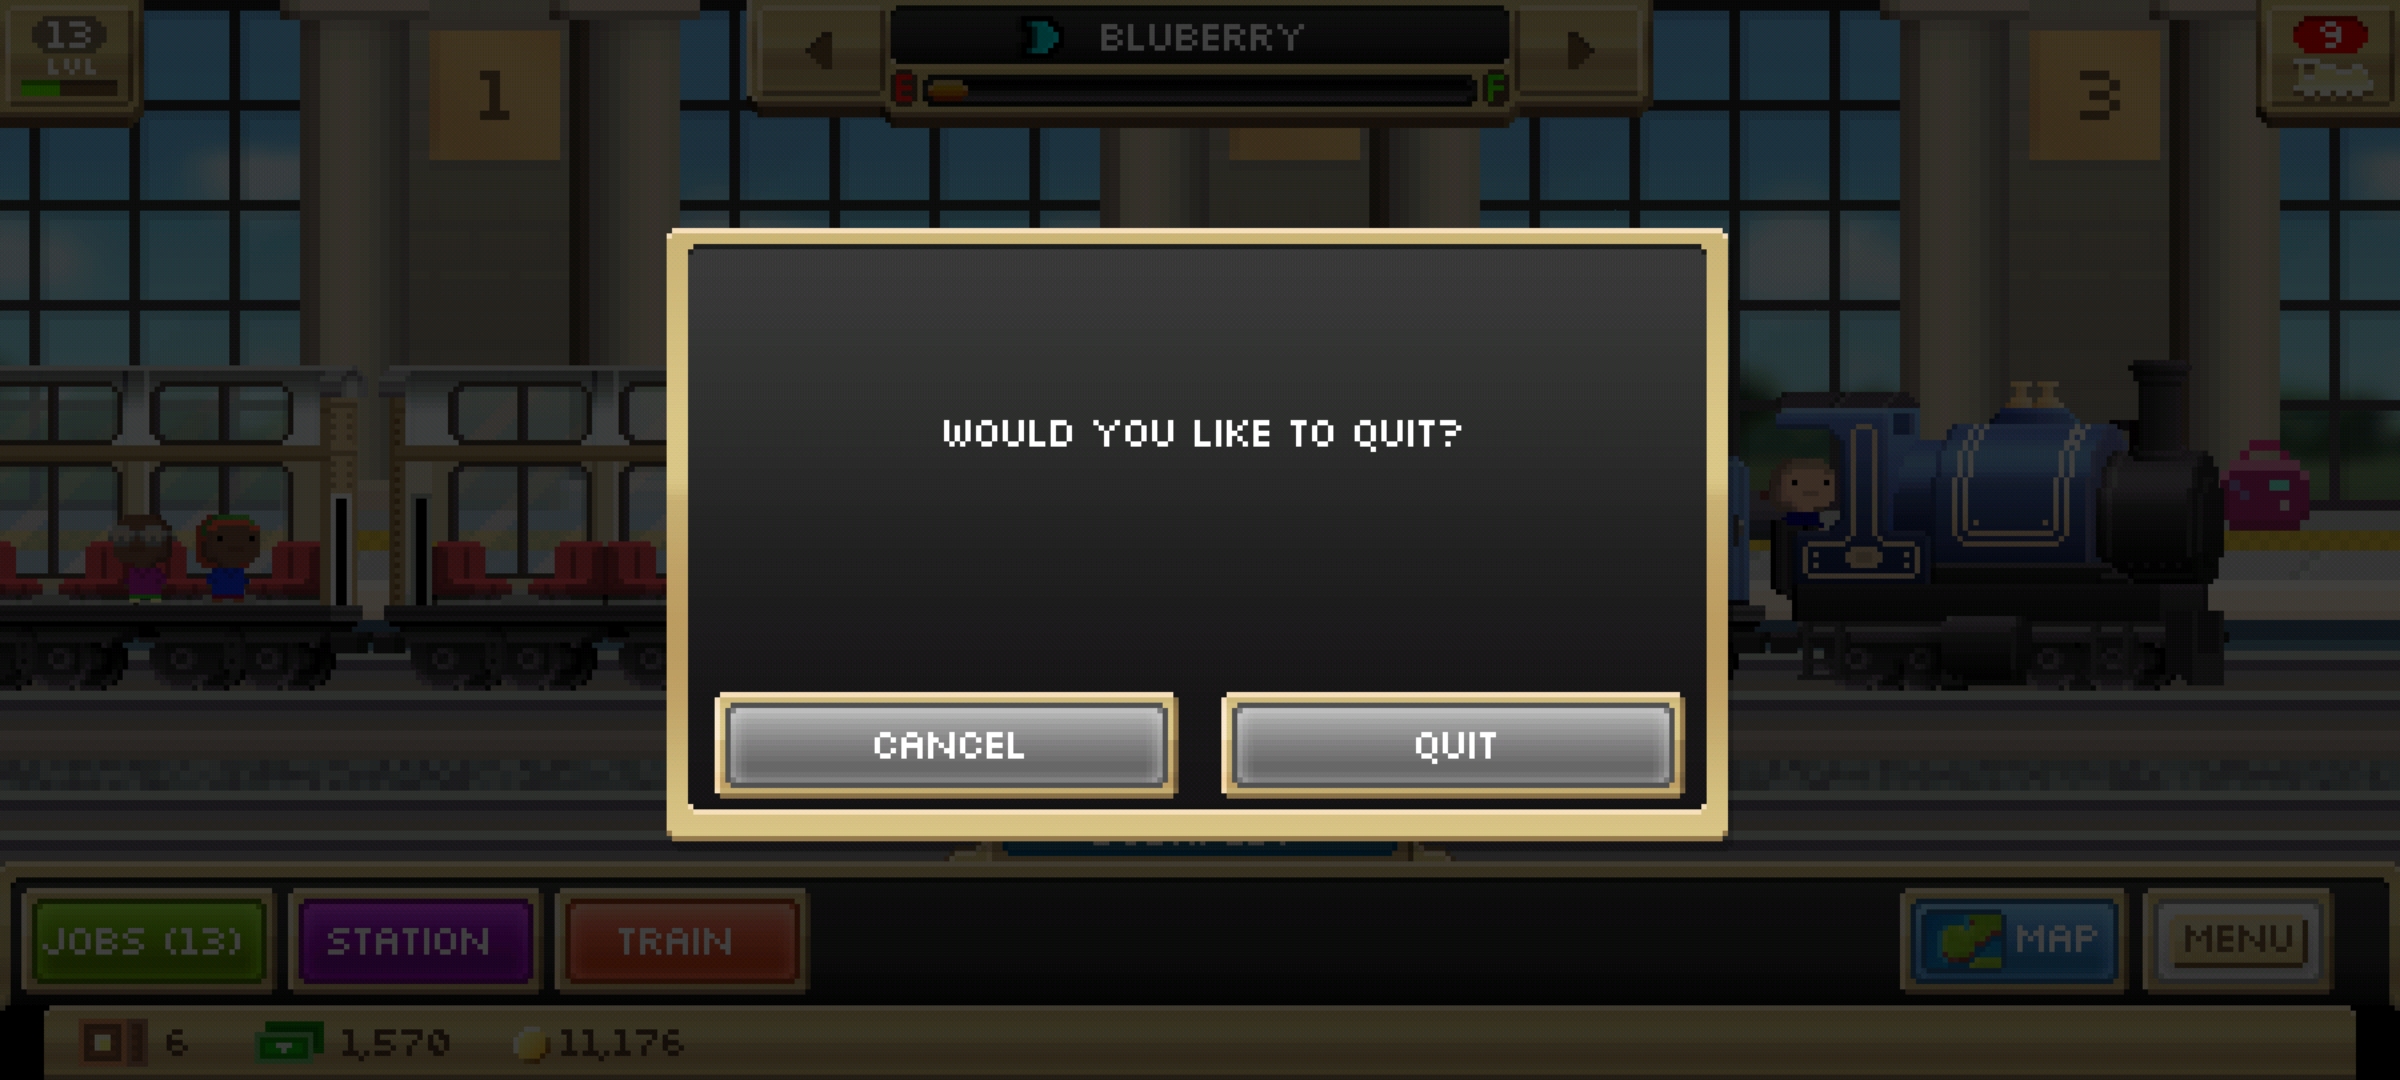 13
LVL
1
BLUBERRY
E
F
3
9
WOULD YOU LIKE TO QUIT?
CANCEL
QUIT
JOBS (13)
STATION
TRAIN
MAP
MENU
6
1,570
11,176